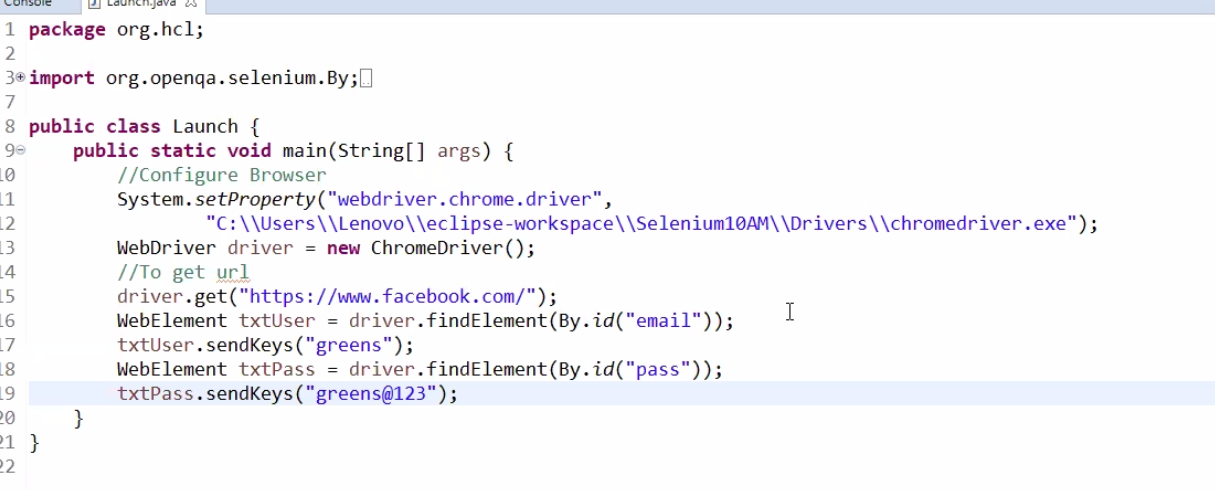 Console Launch.java
1 package org.hcl;
2
3 import org.openqa.selenium.By;
7
8 public class Launch {
9 public static void main(String[] args) {
10 //Configure Browser
11 System.setProperty("webdriver.chrome.driver",
12 "C:\\Users\\Lenovo\\eclipse-workspace\\Selenium10AM\\Drivers\\chromedriver.exe");
13 WebDriver driver = new ChromeDriver();
14 //To get url
15 driver.get("https://www.facebook.com/");
16 WebElement txtUser = driver.findElement(By.id("email"));
17 txtUser.sendKeys("greens");
18 WebElement txtPass = driver.findElement(By.id("pass"));
19 txtPass.sendKeys("greens@123");
20 }
21 }
22